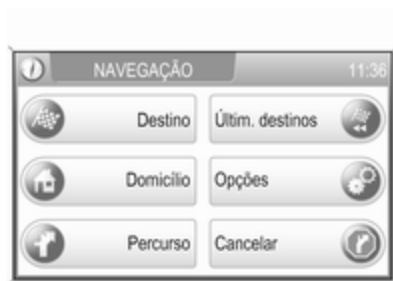 NAVEGAÇÃO 11:36
Destino Últim. destinos
Domicílio Opções
Percurso Cancelar